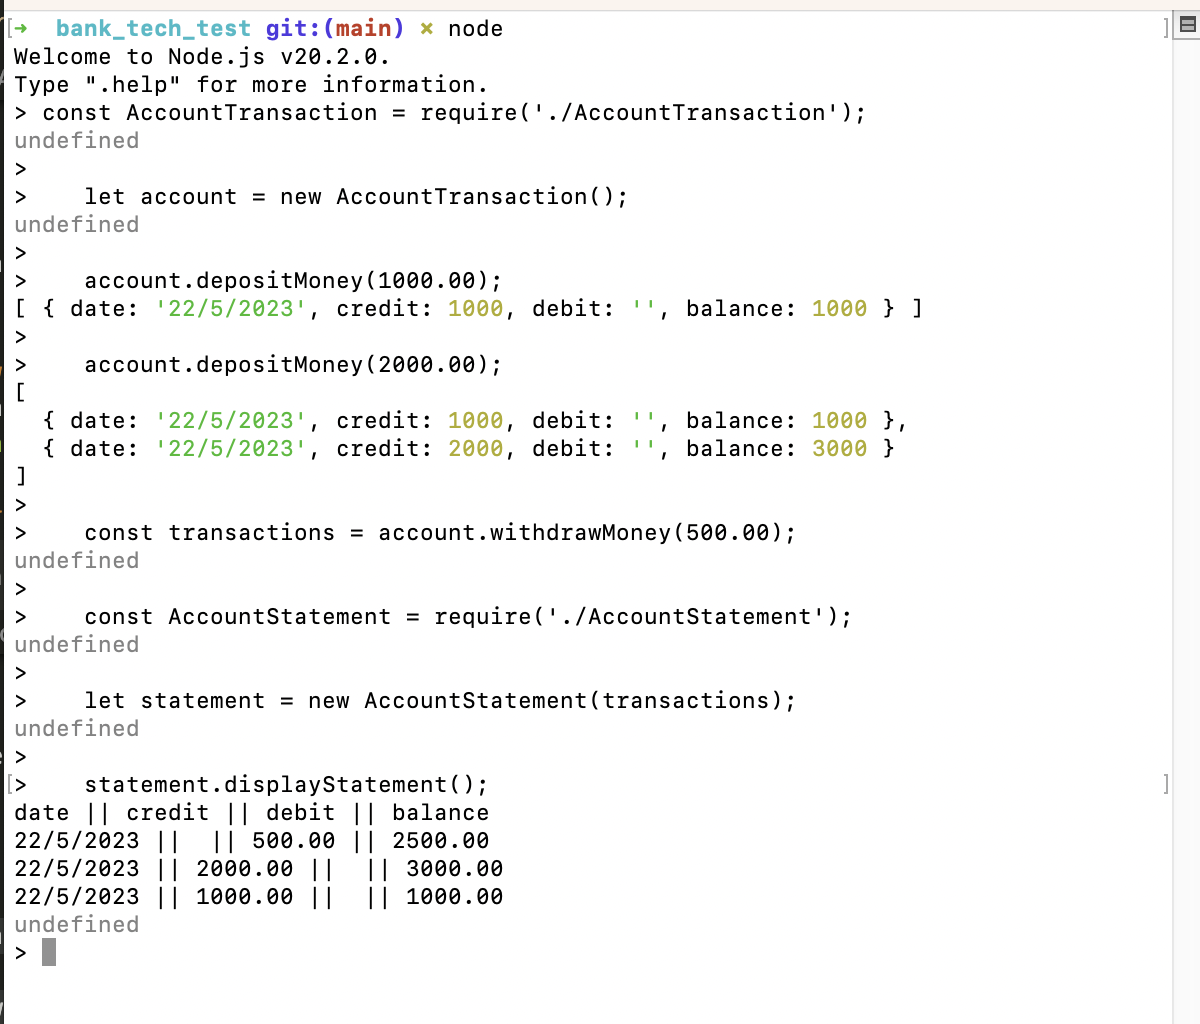 [→  bank_tech_test git:(main) × node ]
Welcome to Node.js v20.2.0.
Type ".help" for more information.
> const AccountTransaction = require('./AccountTransaction');
undefined
>
>    let account = new AccountTransaction();
undefined
>
>    account.depositMoney(1000.00);
[ { date: '22/5/2023', credit: 1000, debit: '', balance: 1000 } ]
>
>    account.depositMoney(2000.00);
[
  { date: '22/5/2023', credit: 1000, debit: '', balance: 1000 },
  { date: '22/5/2023', credit: 2000, debit: '', balance: 3000 }
]
>
>    const transactions = account.withdrawMoney(500.00);
undefined
>
>    const AccountStatement = require('./AccountStatement');
undefined
>
>    let statement = new AccountStatement(transactions);
undefined
>
[>    statement.displayStatement(); ]
date || credit || debit || balance
22/5/2023 ||  || 500.00 || 2500.00
22/5/2023 || 2000.00 ||  || 3000.00
22/5/2023 || 1000.00 ||  || 1000.00
undefined
>